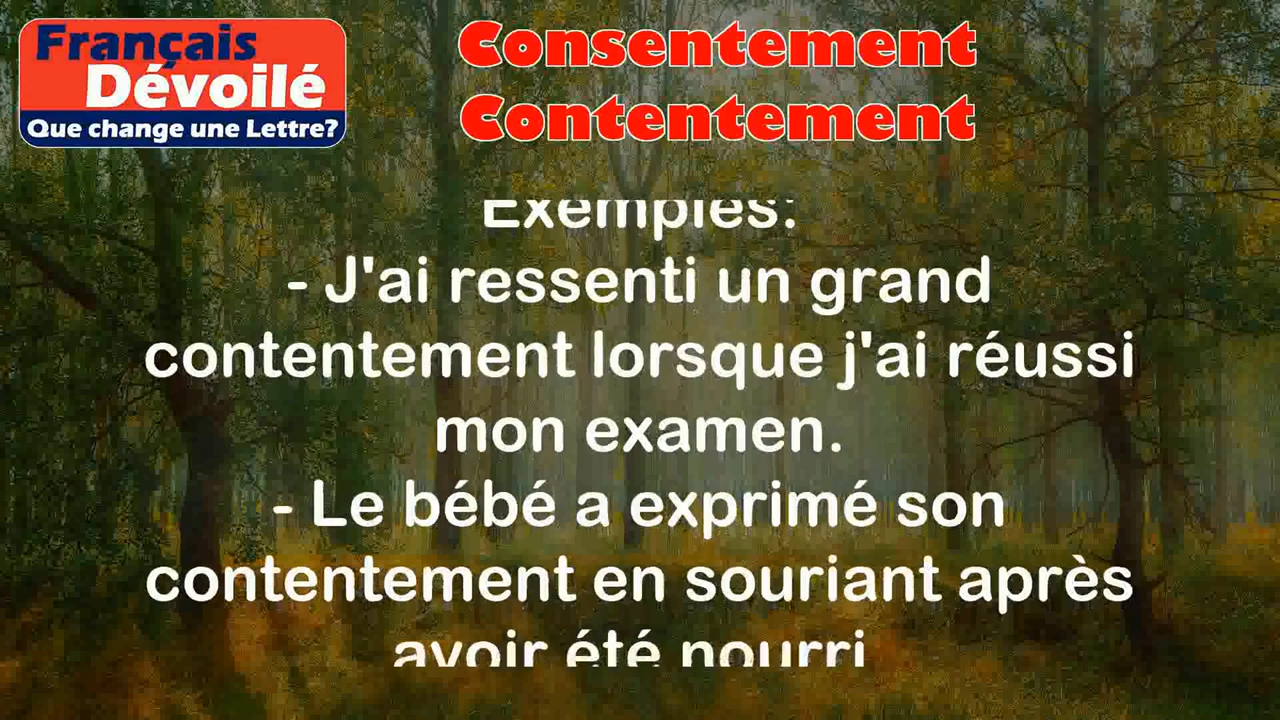 Français
Dévoilé
Que change une Lettre?
Consentement
Contentement
Exemples:
- J'ai ressenti un grand
contentement lorsque j'ai réussi
mon examen.
- Le bébé a exprimé son
contentement en souriant après
avoir été nourri